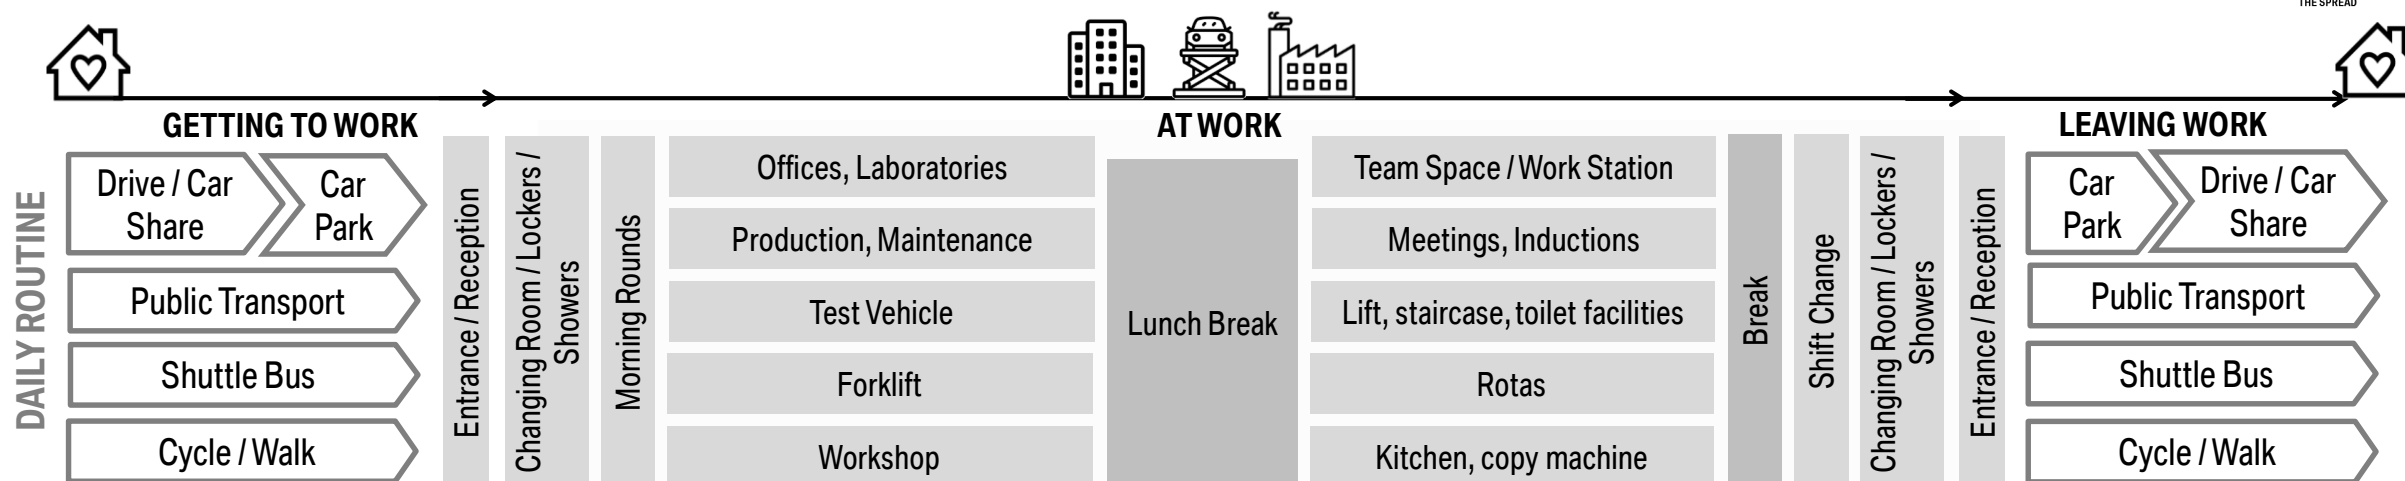 THE SPREAD
GETTING TO WORK
AT WORK
LEAVING WORK
DAILY ROUTINE
Drive / Car
Share
Car
Park
Public Transport
Shuttle Bus
Cycle / Walk
Entrance / Reception
Changing Room / Lockers /
Showers
Morning Rounds
Offices, Laboratories
Production, Maintenance
Test Vehicle
Forklift
Workshop
Lunch Break
Team Space / Work Station
Meetings, Inductions
Lift, staircase, toilet facilities
Rotas
Kitchen, copy machine
Break
Shift Change
Changing Room / Lockers /
Showers
Entrance / Reception
Car
Park
Drive / Car
Share
Public Transport
Shuttle Bus
Cycle / Walk